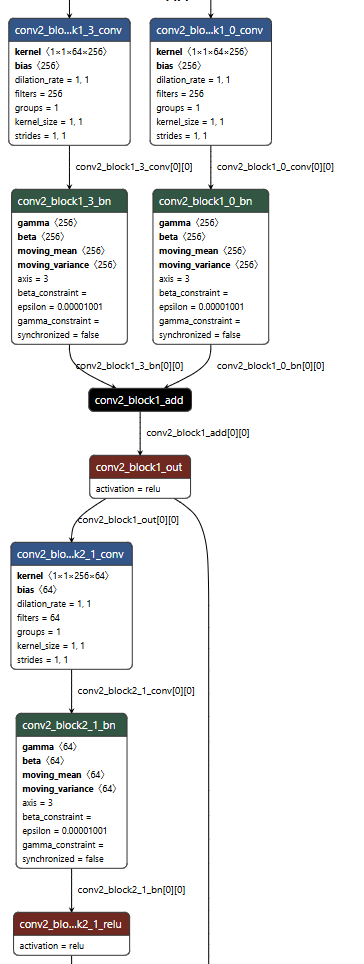 conv2_blo...k1_3_conv
kernel 〈1×1×64×256〉
bias 〈256〉
dilation_rate = 1, 1
filters = 256
groups = 1
kernel_size = 1, 1
strides = 1, 1
conv2_blo...k1_0_conv
kernel 〈1×1×64×256〉
bias 〈256〉
dilation_rate = 1, 1
filters = 256
groups = 1
kernel_size = 1, 1
strides = 1, 1
conv2_block1_3_conv[0][0]
conv2_block1_0_conv[0][0]
conv2_block1_3_bn
gamma 〈256〉
beta 〈256〉
moving_mean 〈256〉
moving_variance 〈256〉
axis = 3
beta_constraint =
epsilon = 0.00001001
gamma_constraint =
synchronized = false
conv2_block1_0_bn
gamma 〈256〉
beta 〈256〉
moving_mean 〈256〉
moving_variance 〈256〉
axis = 3
beta_constraint =
epsilon = 0.00001001
gamma_constraint =
synchronized = false
conv2_block1_3_bn[0][0]
conv2_block1_0_bn[0][0]
conv2_block1_add
conv2_block1_add[0][0]
conv2_block1_out
activation = relu
conv2_block1_out[0][0]
conv2_blo...k2_1_conv
kernel 〈1×1×256×64〉
bias 〈64〉
dilation_rate = 1, 1
filters = 64
groups = 1
kernel_size = 1, 1
strides = 1, 1
conv2_block2_1_conv[0][0]
conv2_block2_1_bn
gamma 〈64〉
beta 〈64〉
moving_mean 〈64〉
moving_variance 〈64〉
axis = 3
beta_constraint =
epsilon = 0.00001001
gamma_constraint =
synchronized = false
conv2_block2_1_bn[0][0]
conv2_blo...k2_1_relu
activation = relu